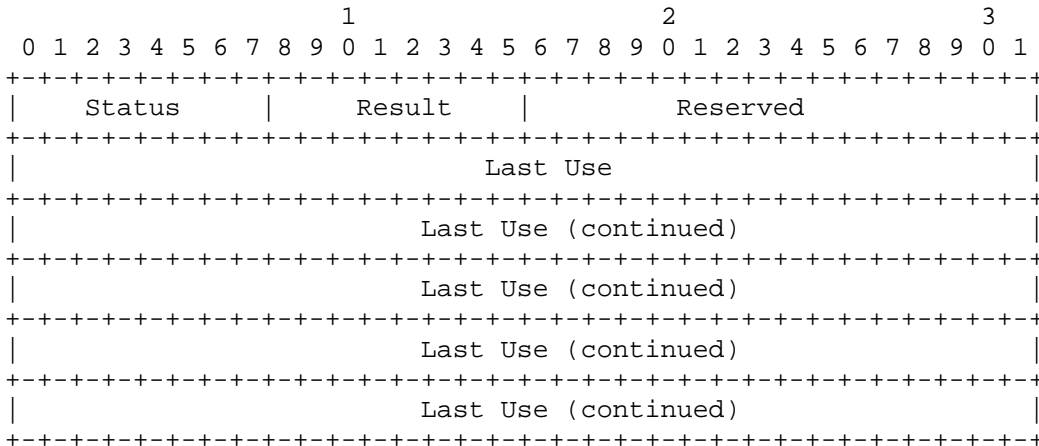 1                   2                   3
 0 1 2 3 4 5 6 7 8 9 0 1 2 3 4 5 6 7 8 9 0 1 2 3 4 5 6 7 8 9 0 1
+-+-+-+-+-+-+-+-+-+-+-+-+-+-+-+-+-+-+-+-+-+-+-+-+-+-+-+-+-+-+-+-+
|    Status     |     Result    |         Reserved              |
+-+-+-+-+-+-+-+-+-+-+-+-+-+-+-+-+-+-+-+-+-+-+-+-+-+-+-+-+-+-+-+-+
|                             Last Use                          |
+-+-+-+-+-+-+-+-+-+-+-+-+-+-+-+-+-+-+-+-+-+-+-+-+-+-+-+-+-+-+-+-+
|                         Last Use (continued)                  |
+-+-+-+-+-+-+-+-+-+-+-+-+-+-+-+-+-+-+-+-+-+-+-+-+-+-+-+-+-+-+-+-+
|                         Last Use (continued)                  |
+-+-+-+-+-+-+-+-+-+-+-+-+-+-+-+-+-+-+-+-+-+-+-+-+-+-+-+-+-+-+-+-+
|                         Last Use (continued)                  |
+-+-+-+-+-+-+-+-+-+-+-+-+-+-+-+-+-+-+-+-+-+-+-+-+-+-+-+-+-+-+-+-+
|                         Last Use (continued)                  |
+-+-+-+-+-+-+-+-+-+-+-+-+-+-+-+-+-+-+-+-+-+-+-+-+-+-+-+-+-+-+-+-+